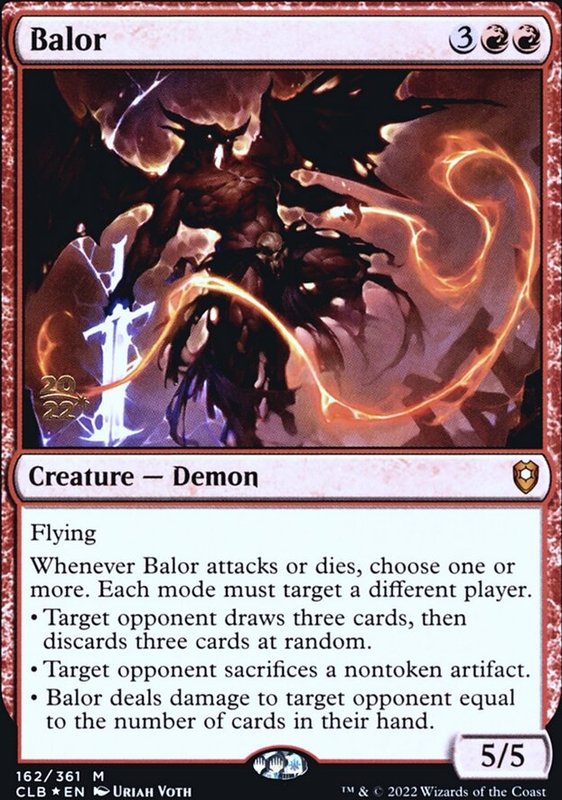 Balor
3
20
22
Creature — Demon
Flying
Whenever Balor attacks or dies, choose one or
more. Each mode must target a different player.
• Target opponent draws three cards, then
discards three cards at random.
• Target opponent sacrifices a nontoken artifact.
• Balor deals damage to target opponent equal
to the number of cards in their hand.
5/5
162/361 M
CLB ★ EN Uriah Voth
™ & © 2022 Wizards of the Coast